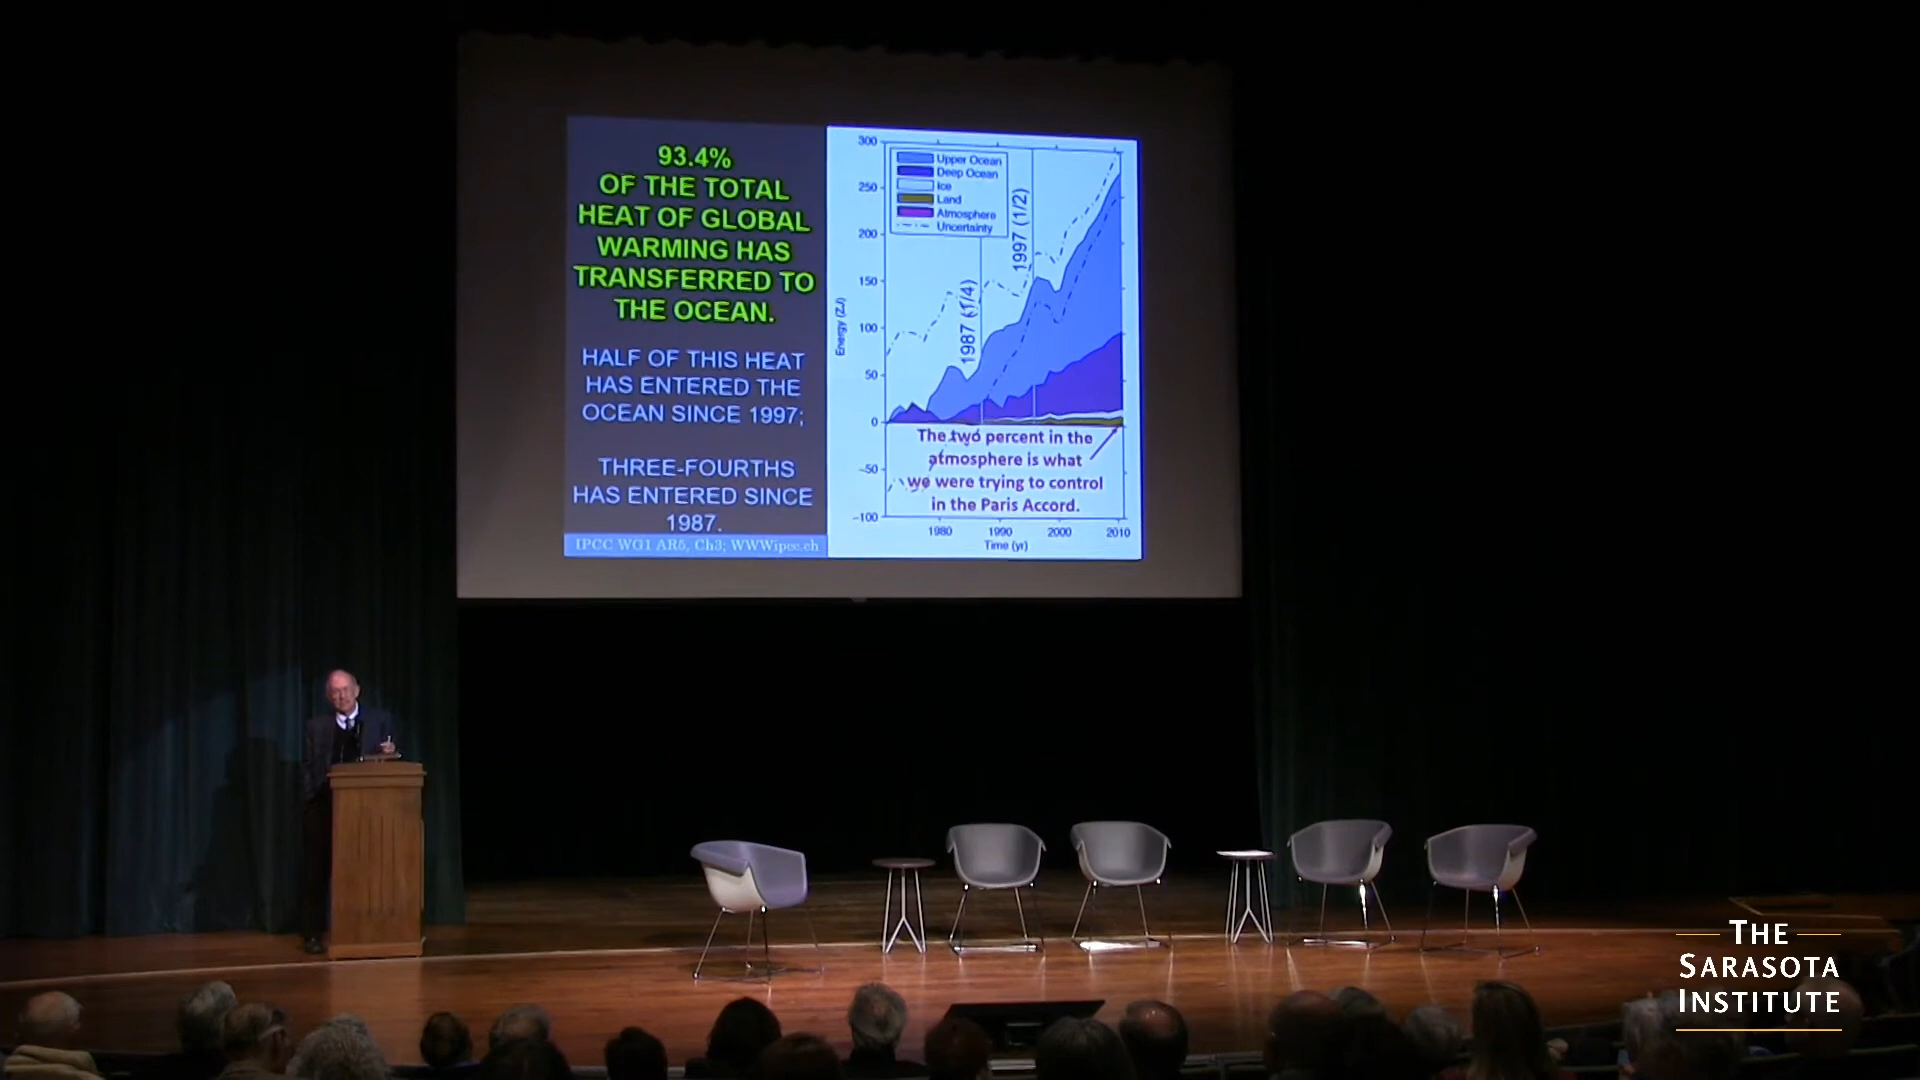 93.4%
OF THE TOTAL
HEAT OF GLOBAL
WARMING HAS
TRANSFERRED TO
THE OCEAN.
HALF OF THIS HEAT
HAS ENTERED THE
OCEAN SINCE 1997;
THREE-FOURTHS
HAS ENTERED SINCE
1987.
IPCC WG1 AR5, Ch3; WWWipcc.ch
300
250
200
150
100
50
0
-50
-100
Energy (ZJ)
Upper Ocean
Deep Ocean
Ice
Land
Atmosphere
Uncertainty
1987 (1/4)
1997 (1/2)
The two percent in the
atmosphere is what
we were trying to control
in the Paris Accord.
1980 1990 2000 2010
Time (yr)
THE
SARASOTA
INSTITUTE